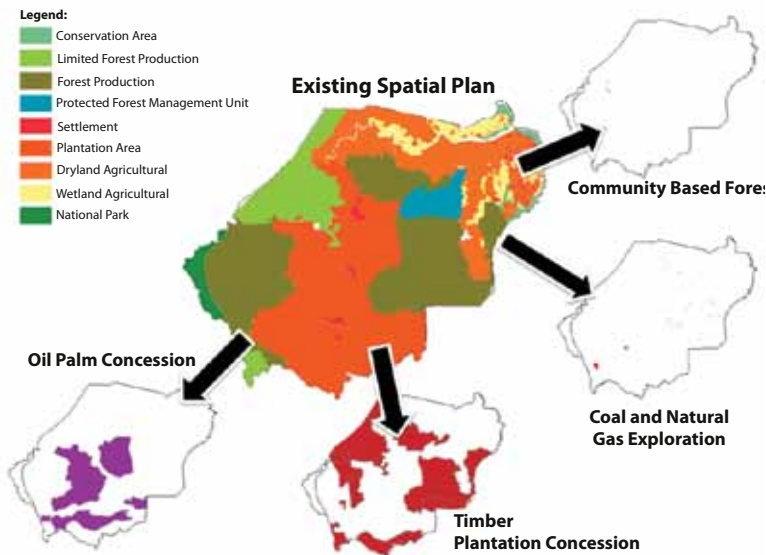 Legend:
Conservation Area
Limited Forest Production
Forest Production
Protected Forest Management Unit
Settlement
Plantation Area
Dryland Agricultural
Wetland Agricultural
National Park
Existing Spatial Plan
Community Based Fores
Oil Palm Concession
Coal and Natural
Gas Exploration
Timber
Plantation Concession